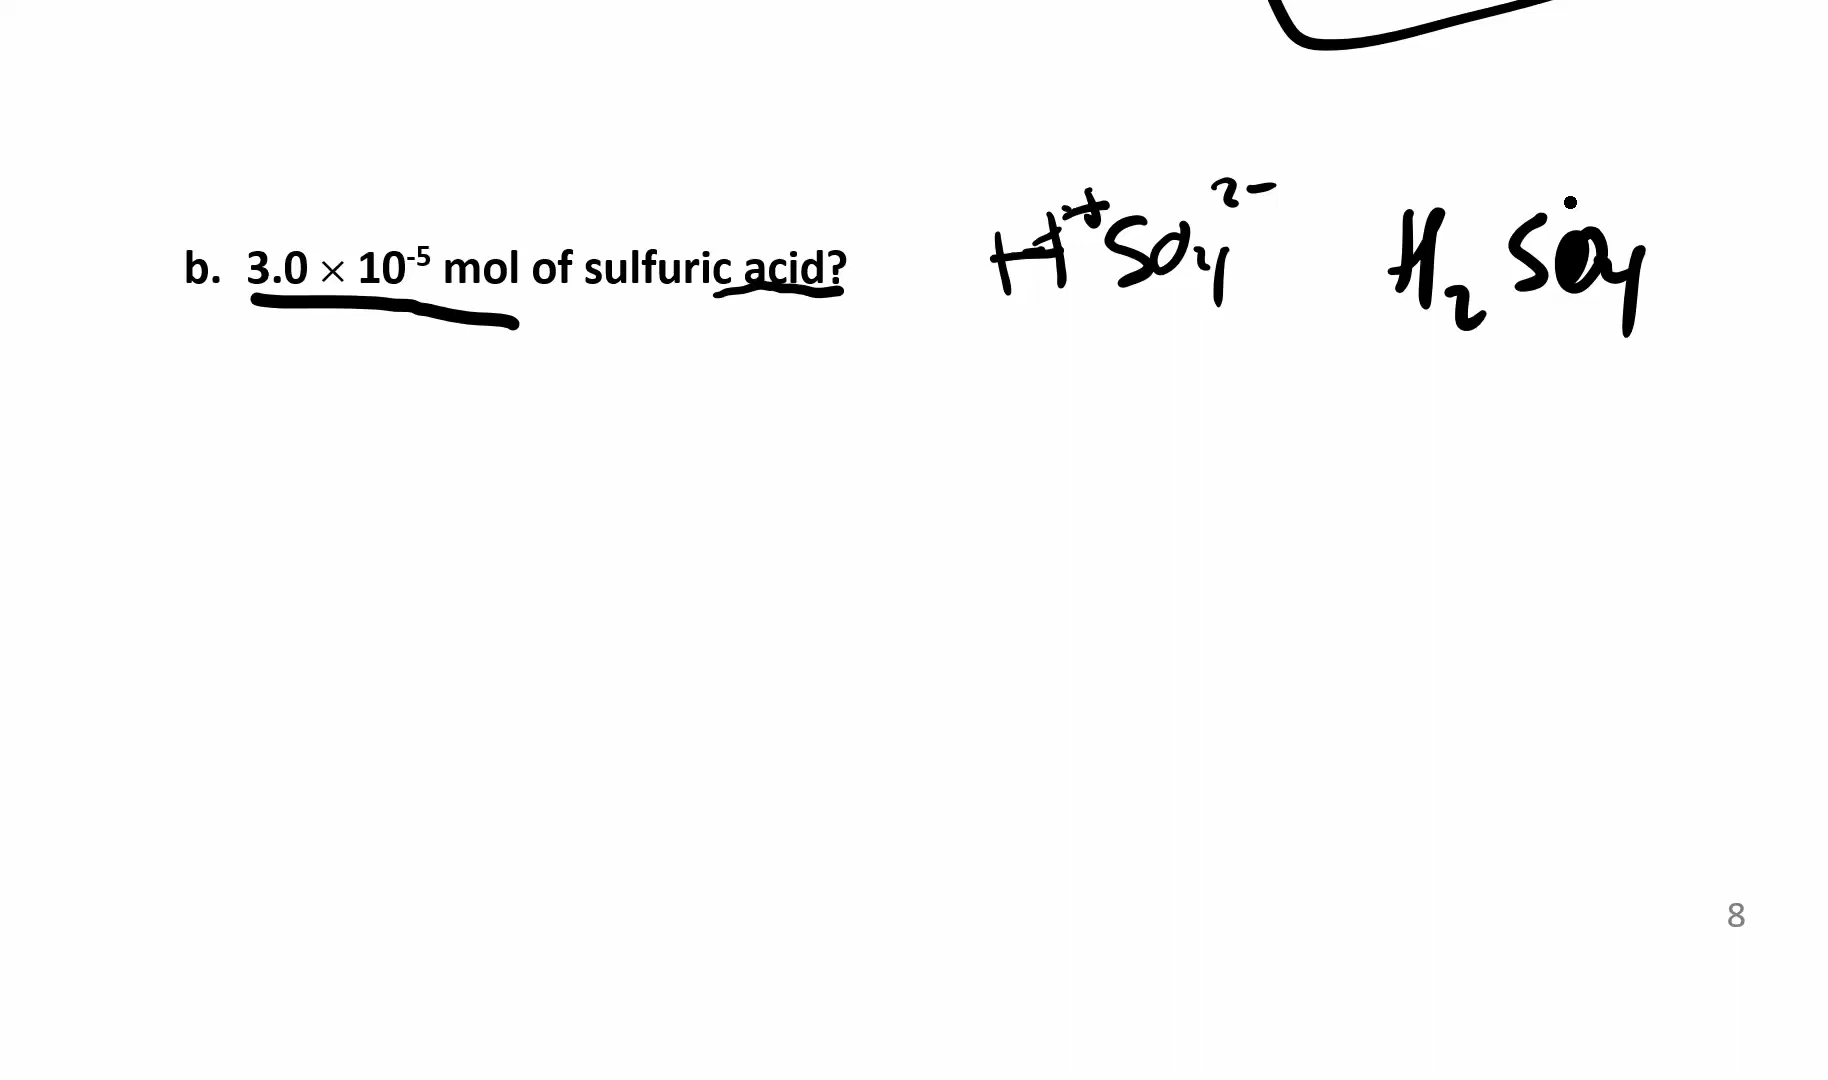 b. 3.0 × 10⁻⁵ mol of sulfuric acid? H⁺SO₄²⁻ H₂SO₄
8